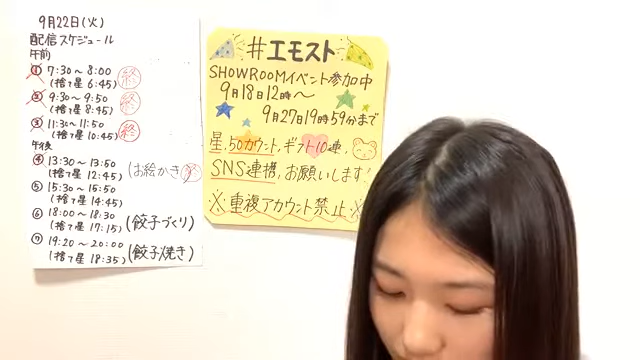 9月22日(火)
配信スケジュール
午前
① 7:30~8:00 終
(捨て星 6:45)
② 9:30~9:50 終
(捨て星 8:45)
③ 11:30~11:50 終
(捨て星 10:45)
午後
④ 13:30~13:50 (お絵かき
(捨て星 12:45)
⑤ 15:30~15:50
(捨て星 14:45)
⑥ 18:00~18:30 (餃子づくり)
(捨て星 17:15)
⑦ 19:20~20:00 (餃子焼き)
(捨て星 18:35)
#エモスト
SHOWROOMイベント参加中
9月18日12時~
9月27日19時59分まで
星、50カウント、ギフト10連、
SNS連携、お願いします!
※重複アカウント禁止※